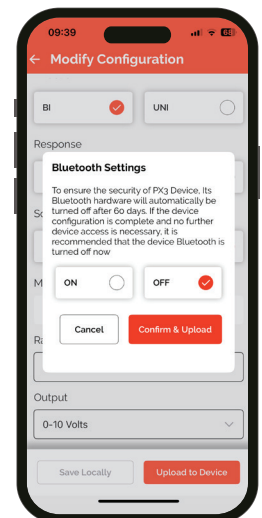 09:39
68
← Modify Configuration
BI
UNI
Response
Bluetooth Settings
To ensure the security of PX3 Device, Its
Bluetooth hardware will automatically be
turned off after 60 days. If the device
configuration is complete and no further
device access is necessary, it is
recommended that the device Bluetooth is
turned off now
ON
OFF
Cancel
Confirm & Upload
Output
0-10 Volts
Save Locally
Upload to Device